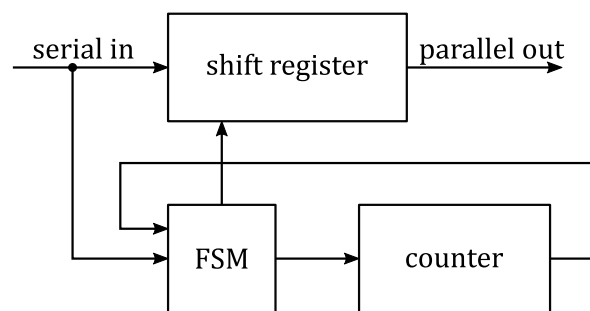 serial in
shift register
parallel out
FSM
counter